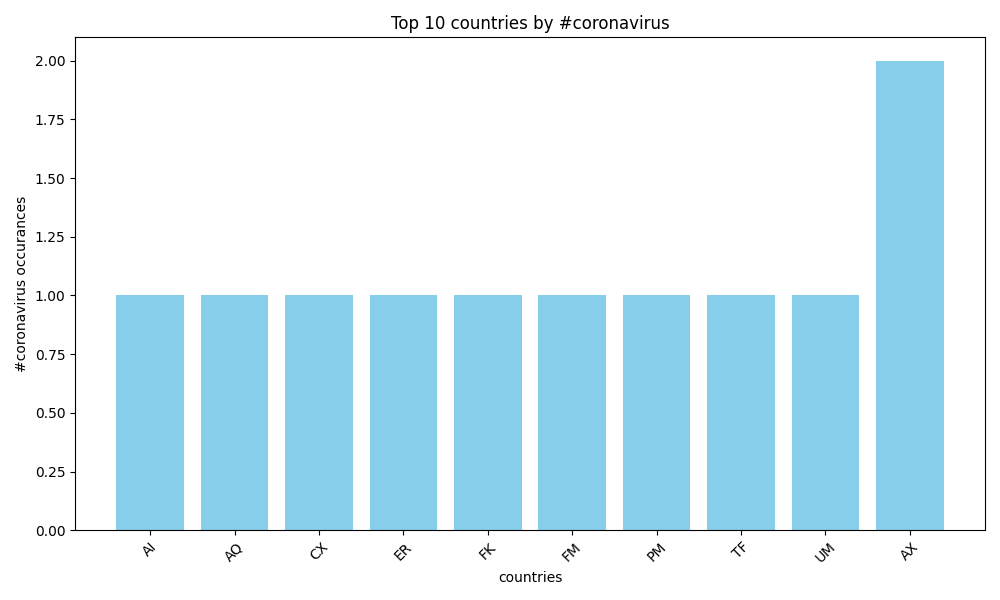 Top 10 countries by #coronavirus
#coronavirus occurances
2.00
1.75
1.50
1.25
1.00
0.75
0.50
0.25
0.00
AI AQ CX ER FK FM PM TF UM AX
countries